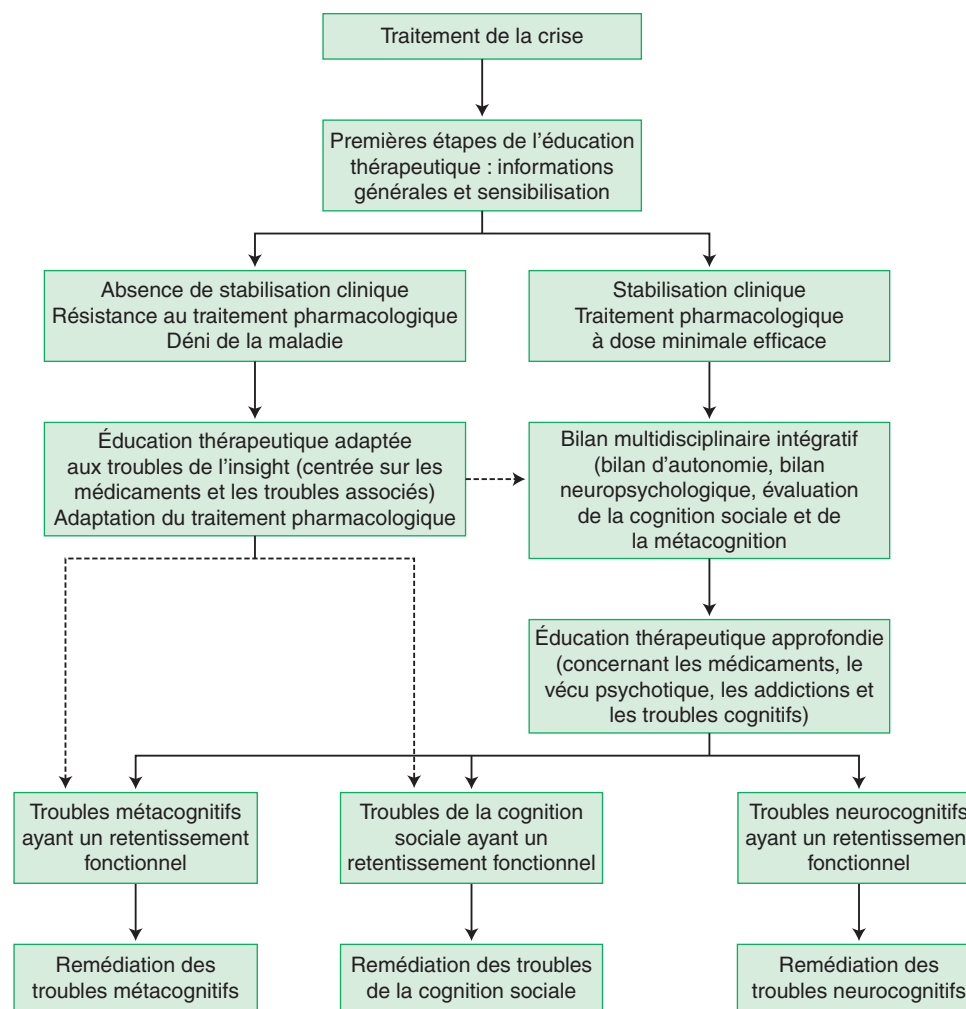 Traitement de la crise
Premières étapes de l’éducation
thérapeutique : informations
générales et sensibilisation
Absence de stabilisation clinique
Résistance au traitement pharmacologique
Déni de la maladie
Stabilisation clinique
Traitement pharmacologique
à dose minimale efficace
Éducation thérapeutique adaptée
aux troubles de l’insight (centrée sur les
médicaments et les troubles associés)
Adaptation du traitement pharmacologique
Bilan multidisciplinaire intégratif
(bilan d’autonomie, bilan
neuropsychologique, évaluation
de la cognition sociale et de
la métacognition
Éducation thérapeutique approfondie
(concernant les médicaments, le
vécu psychotique, les addictions et
les troubles cognitifs)
Troubles métacognitifs
ayant un retentissement
fonctionnel
Troubles de la cognition
sociale ayant un
retentissement fonctionnel
Troubles neurocognitifs
ayant un retentissement
fonctionnel
Remédiation des
troubles métacognitifs
Remédiation des troubles
de la cognition sociale
Remédiation des
troubles neurocognitifs